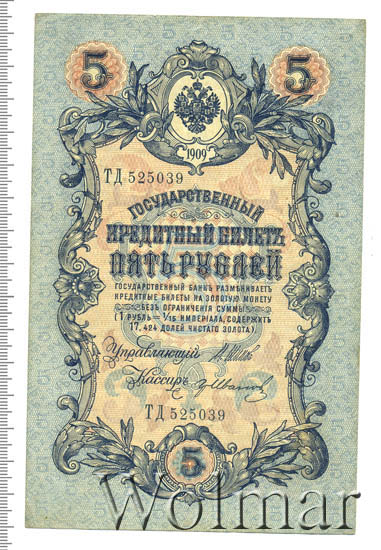 5 5
1909
ТД 525039
ГОСУДАРСТВЕННЫЙ
КРЕДИТНЫЙ БИЛЕТЪ
ПЯТЬ РУБЛЕЙ
ГОСУДАРСТВЕННЫЙ БАНКЪ РАЗМѢНИВАЕТЪ
КРЕДИТНЫЕ БИЛЕТЫ НА ЗОЛОТУЮ МОНЕТУ
БЕЗЪ ОГРАНИЧЕНІЯ СУММЫ
(1 РУБЛЬ = 1/15 ИМПЕРІАЛА, СОДЕРЖИТЪ
17,424 ДОЛЕЙ ЧИСТАГО ЗОЛОТА).
Управляющій
Кассиръ
ТД 525039
5
Wolmar